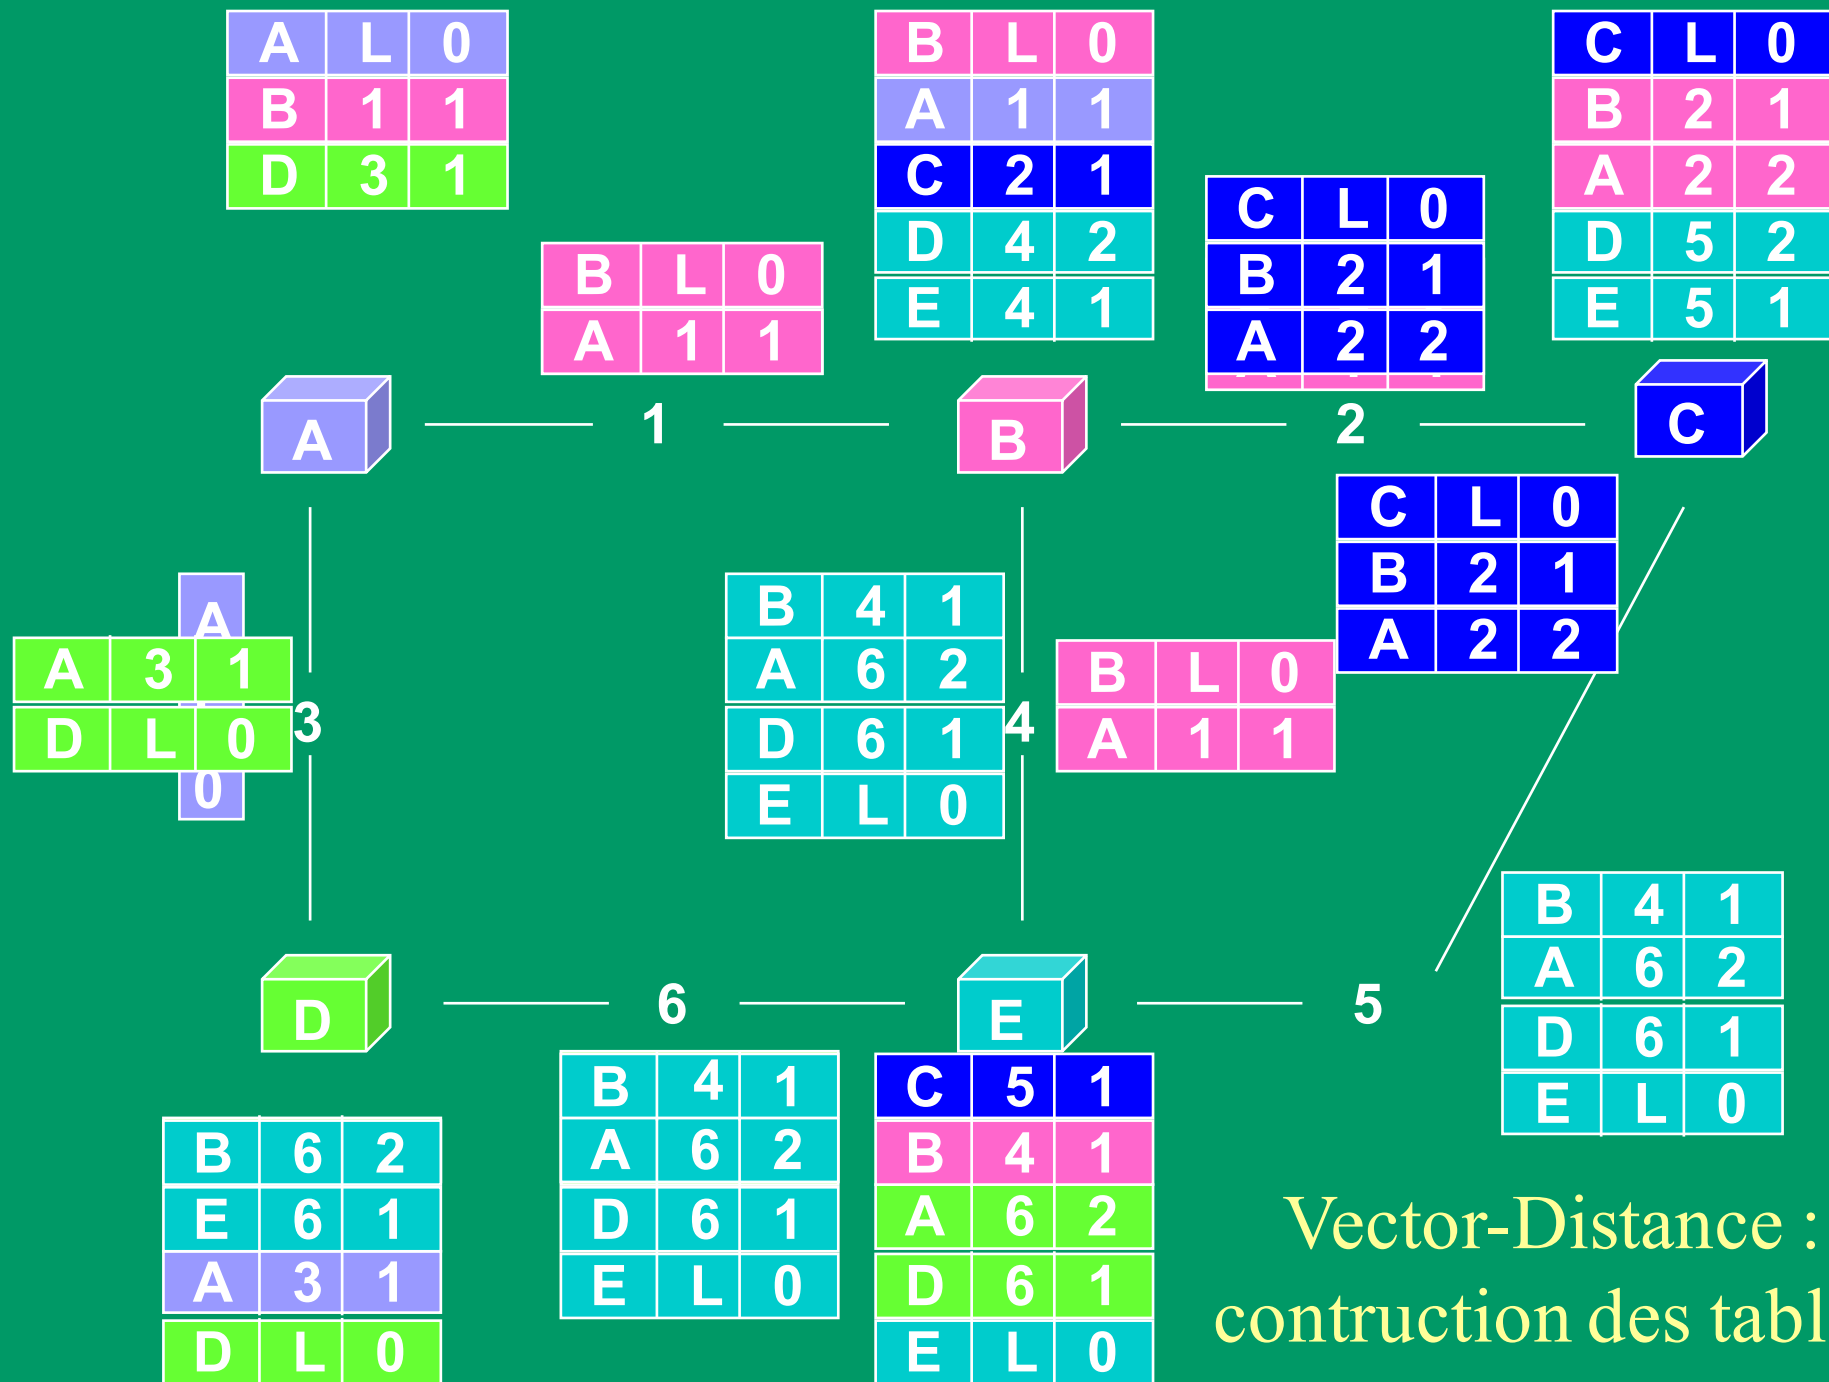 A L 0
B 1 1
D 3 1
B L 0
A 1 1
C 2 1
D 4 2
E 4 1
C L 0
B 2 1
A 2 2
D 5 2
E 5 1
B L 0
A 1 1
C L 0
B 2 1
A 2 2
A
1
B
2
C
C L 0
B 2 1
A 2 2
A
A 3 1
D L 0
0
3
B 4 1
A 6 2
D 6 1
E L 0
4
B L 0
A 1 1
B 4 1
A 6 2
D 6 1
E L 0
D
6
E
5
B 6 2
E 6 1
A 3 1
D L 0
B 4 1
A 6 2
D 6 1
E L 0
C 5 1
B 4 1
A 6 2
D 6 1
E L 0
Vector-Distance :
contruction des tabl